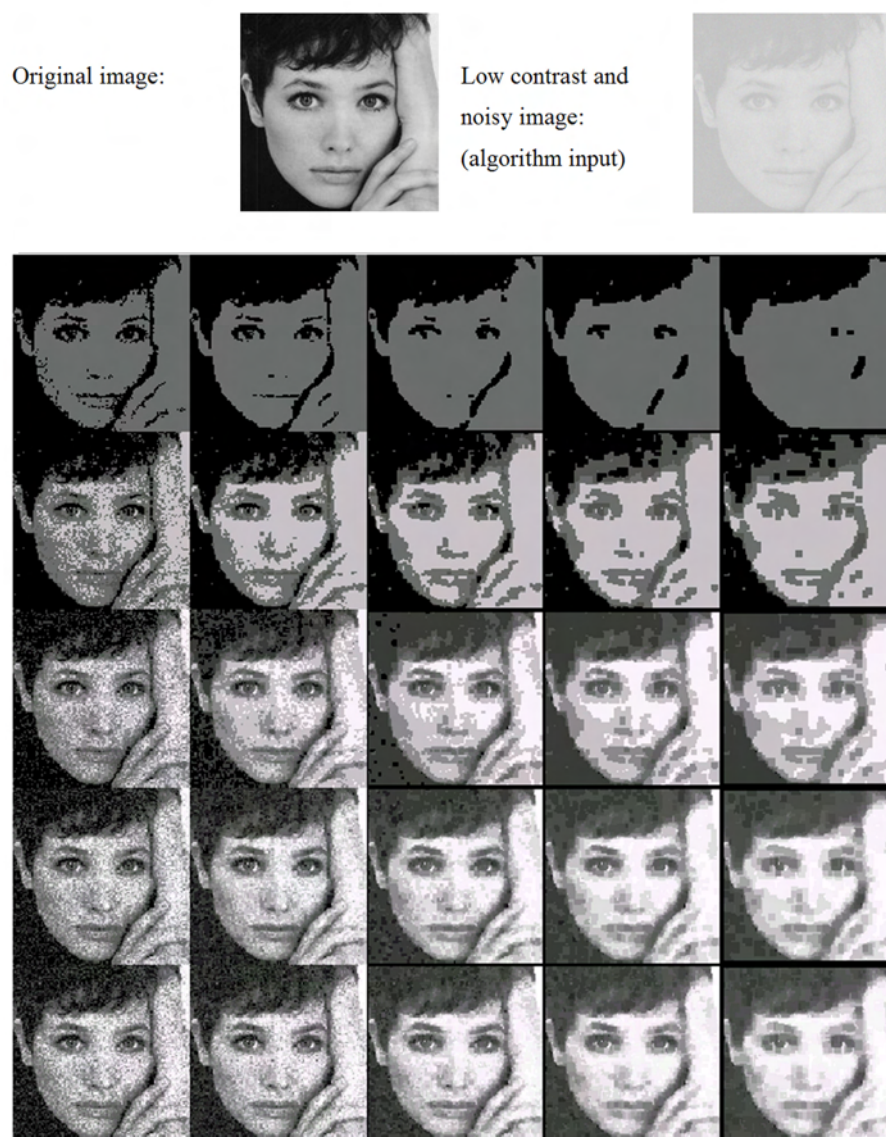 Original image:
Low contrast and
noisy image:
(algorithm input)